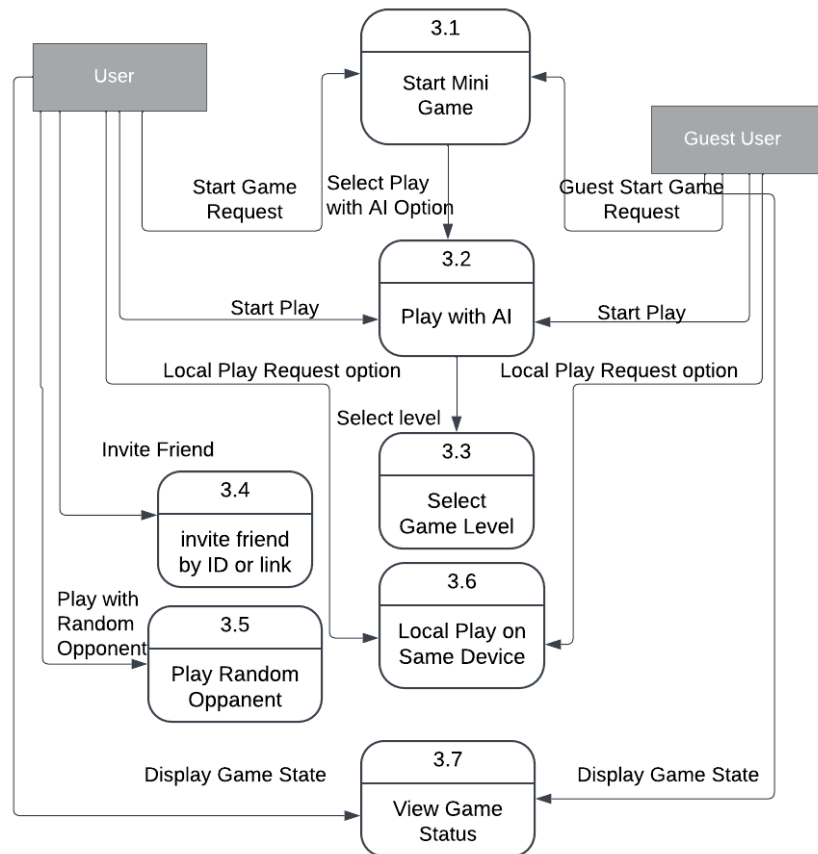 3.1
User
Start Mini
Game
Guest User
Start Game
Request
Select Play
with AI Option
Guest Start Game
Request
3.2
Play with AI
Start Play
Start Play
Local Play Request option
Local Play Request option
Select level
3.3
Select
Game Level
Invite Friend
3.4
invite friend
by ID or link
3.6
Local Play on
Same Device
Play with
Random
Opponent
3.5
Play Random
Oppanent
3.7
View Game
Status
Display Game State
Display Game State